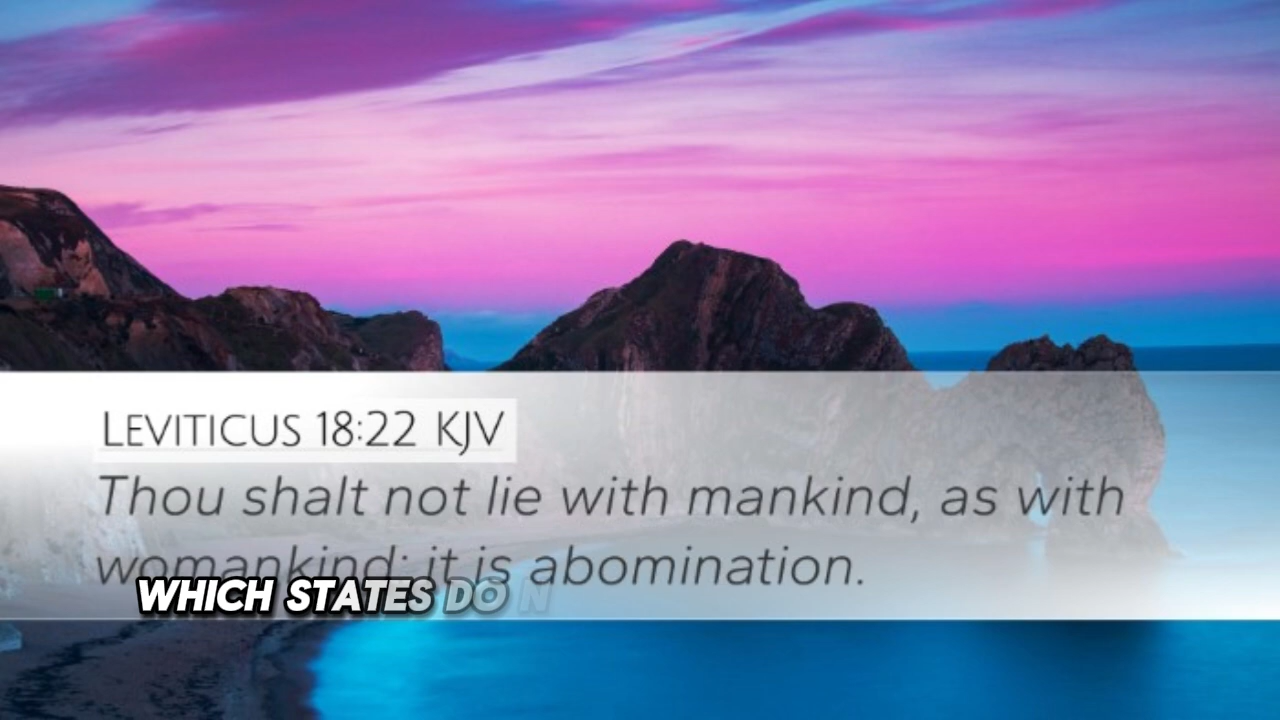 LEVITICUS 18:22 KJV
Thou shalt not lie with mankind, as with
womankind; it is abomination.
WHICH STATES DO N